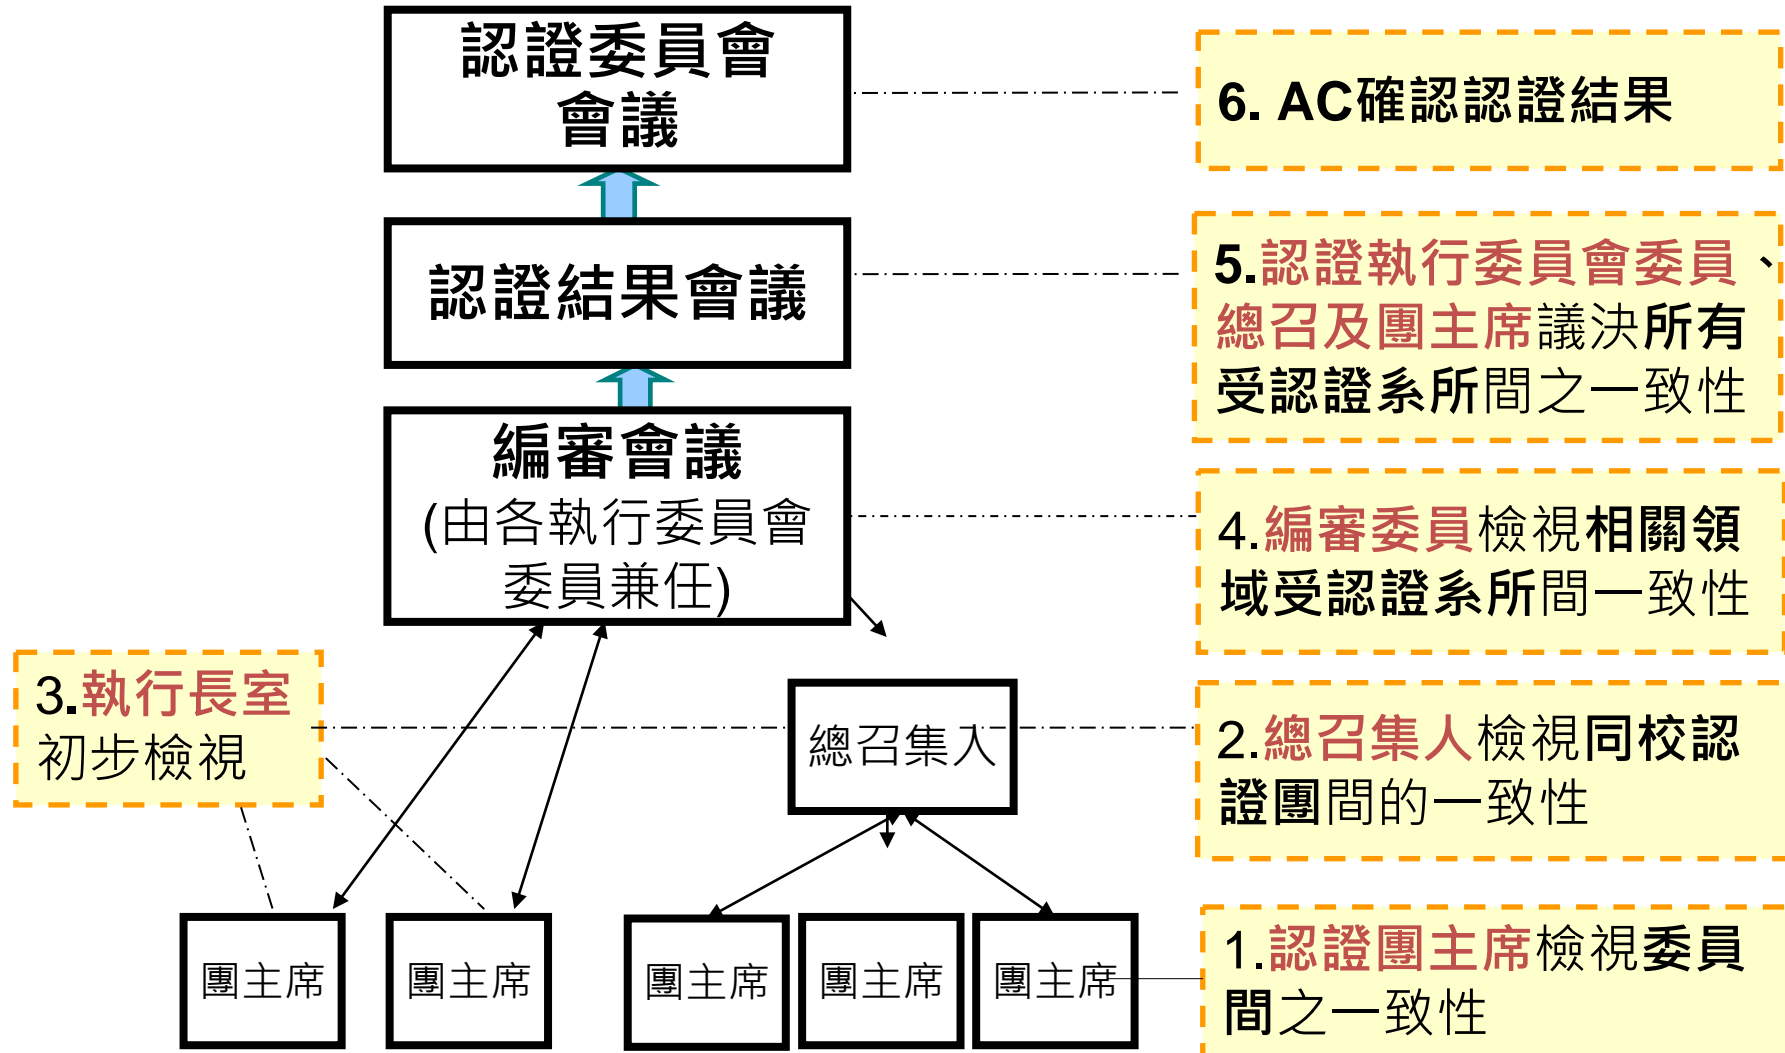 認證委員會
會議
6. AC確認認證結果
認證結果會議
5.認證執行委員會委員、
總召及團主席議決所有
受認證系所間之一致性
編審會議
(由各執行委員會
委員兼任)
4.編審委員檢視相關領
域受認證系所間一致性
3.執行長室
初步檢視
總召集人
2.總召集人檢視同校認
證團間的一致性
團主席
團主席
團主席
團主席
團主席
1.認證團主席檢視委員
間之一致性